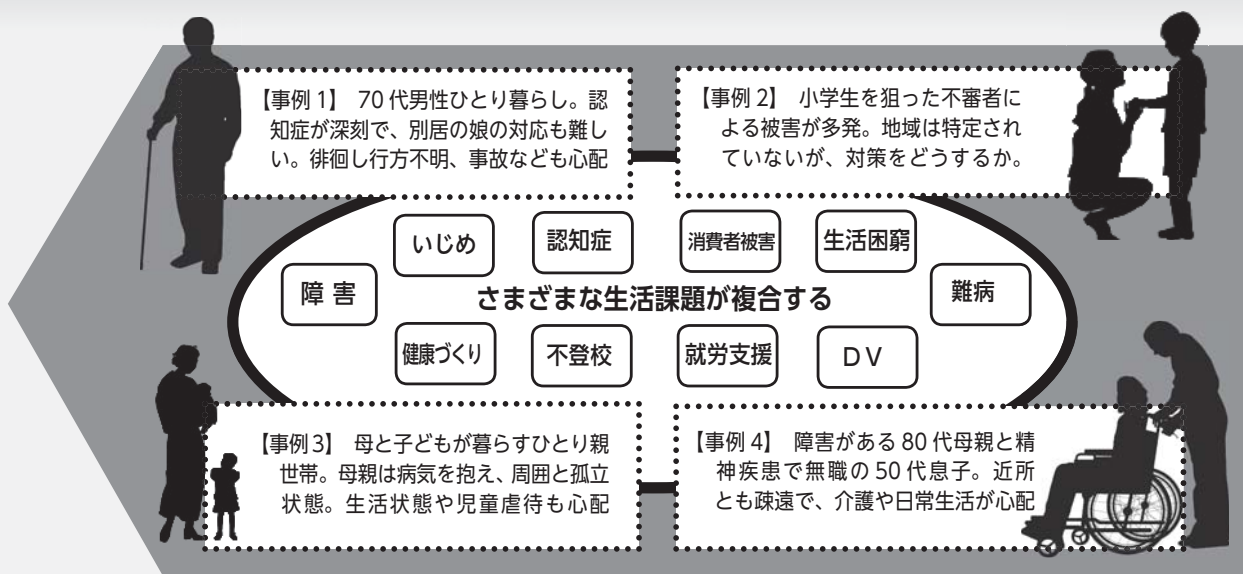 【事例 1】 70 代男性ひとり暮らし。認
知症が深刻で、別居の娘の対応も難し
い。徘徊し行方不明、事故なども心配
【事例 2】 小学生を狙った不審者に
よる被害が多発。地域は特定され
ていないが、対策をどうするか。
いじめ
認知症
消費者被害
生活困窮
障 害
さまざまな生活課題が複合する
難病
健康づくり
不登校
就労支援
ＤＶ
【事例 3】 母と子どもが暮らすひとり親
世帯。母親は病気を抱え、周囲と孤立
状態。生活状態や児童虐待も心配
【事例 4】 障害がある 80 代母親と精
神疾患で無職の 50 代息子。近所
とも疎遠で、介護や日常生活が心配